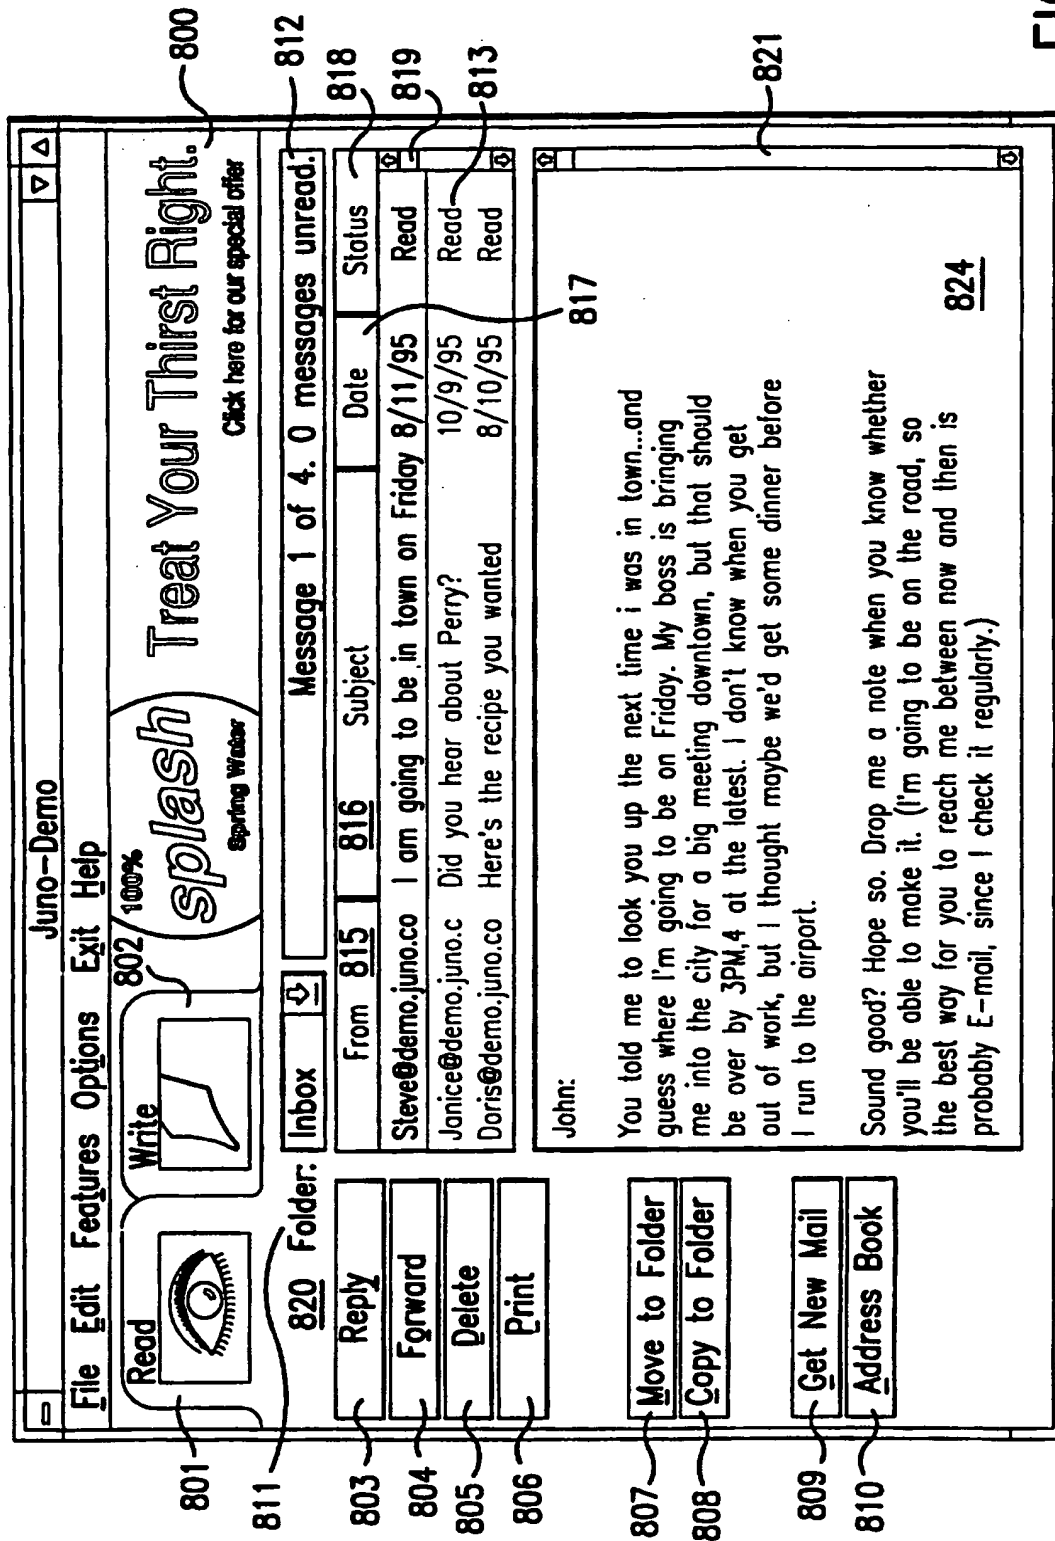 Juno-Demo
File Edit Features Options Exit Help
Read
Write
802
100%
splash
Spring Water
Treat Your Thirst Right.
Click here for our special offer
800
801
811
820 Folder: Inbox
Message 1 of 4. 0 messages unread.
812
From 815 816 Subject Date Status
818
Steve@demo.juno.co I am going to be in town on Friday 8/11/95 Read
819
Janice@demo.juno.c Did you hear about Perry? 10/9/95 Read
813
Doris@demo.juno.co Here's the recipe you wanted 8/10/95 Read
803 Reply
804 Forward
805 Delete
806 Print
817
821
John:
You told me to look you up the next time i was in town...and
guess where I'm going to be on Friday. My boss is bringing
me into the city for a big meeting downtown, but that should
be over by 3PM,4 at the latest. I don't know when you get
out of work, but I thought maybe we'd get some dinner before
I run to the airport.
807 Move to Folder
808 Copy to Folder
Sound good? Hope so. Drop me a note when you know whether
you'll be able to make it. (I'm going to be on the road, so
the best way for you to reach me between now and then is
probably E-mail, since I check it regularly.)
824
809 Get New Mail
810 Address Book